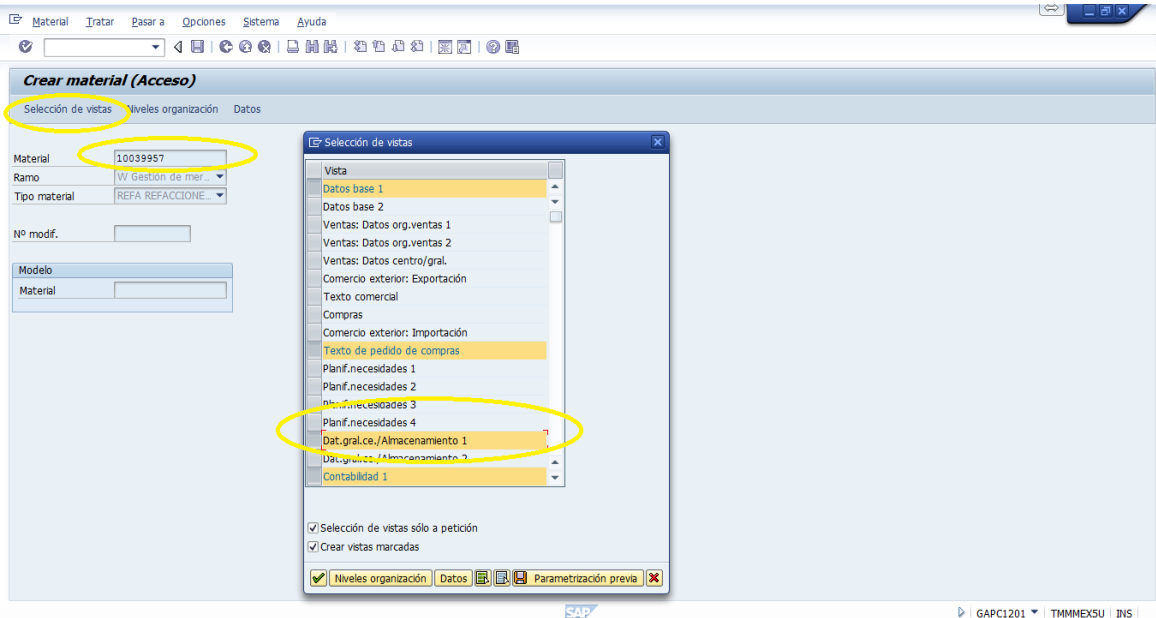 Material Tratar Pasar a Opciones Sistema Ayuda
Crear material (Acceso)
Selección de vistas Niveles organización Datos
Material 10039957
Ramo W Gestión de mer..
Tipo material REFA REFACCIONE..
Nº modif.
Modelo
Material
Selección de vistas
Vista
Datos base 1
Datos base 2
Ventas: Datos org.ventas 1
Ventas: Datos org.ventas 2
Ventas: Datos centro/gral.
Comercio exterior: Exportación
Texto comercial
Compras
Comercio exterior: Importación
Texto de pedido de compras
Planif.necesidades 1
Planif.necesidades 2
Planif.necesidades 3
Planif.necesidades 4
Dat.gral.ce./Almacenamiento 1
Dat.gral.ce./Almacenamiento 2
Contabilidad 1
Selección de vistas sólo a petición
Crear vistas marcadas
Niveles organización Datos Parametrización previa
SAP
GAPC1201 TMMMEX5U INS